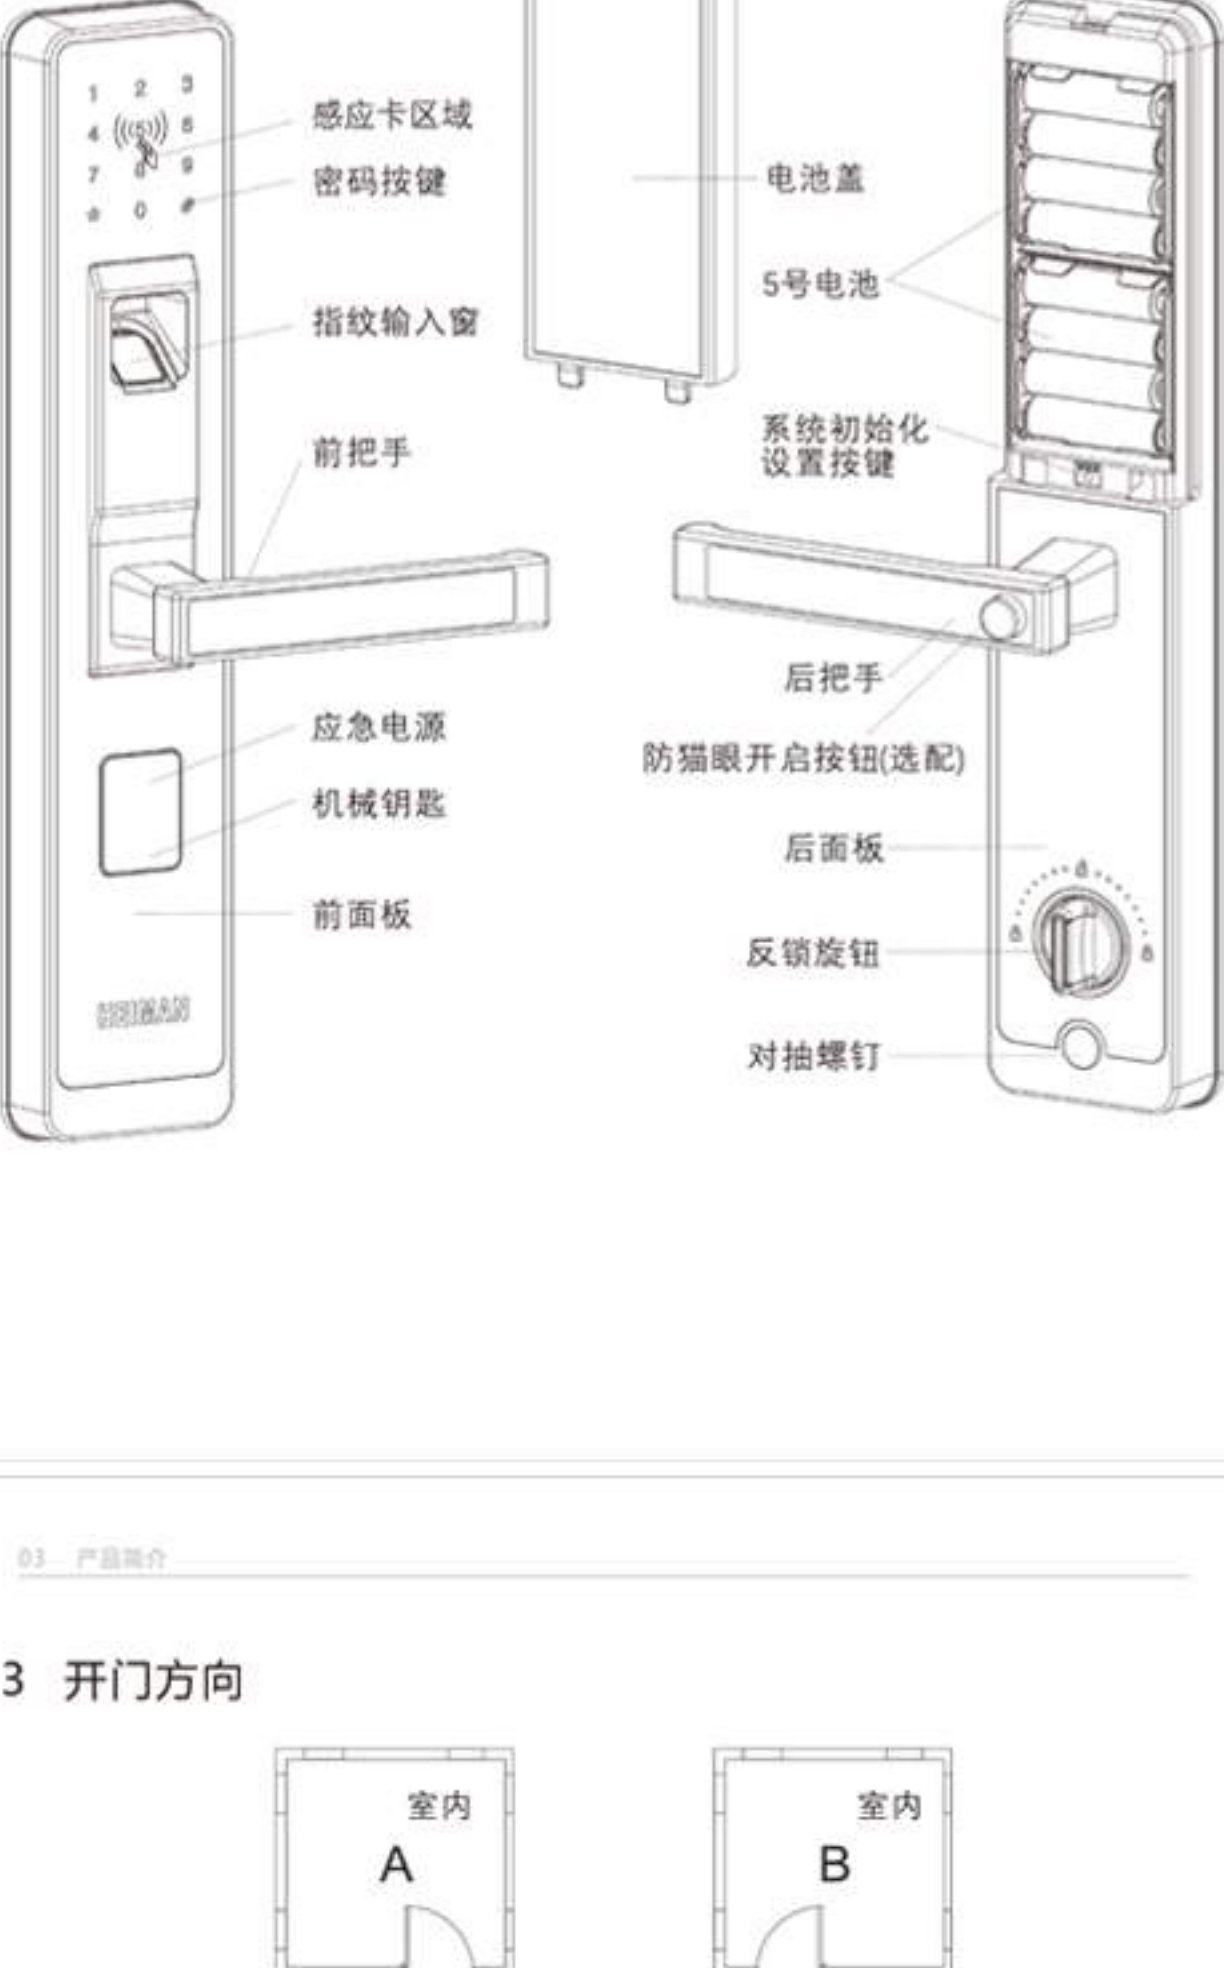 1 2 3
4 5 6
7 8 9
0 #
感应卡区域
密码按键
指纹输入窗
前把手
应急电源
机械钥匙
前面板
HEIMAN
电池盖
5号电池
系统初始化
设置按键
后把手
防猫眼开启按钮(选配)
后面板
反锁旋钮
对抽螺钉
03 产品简介
3 开门方向
室内
A
室内
B